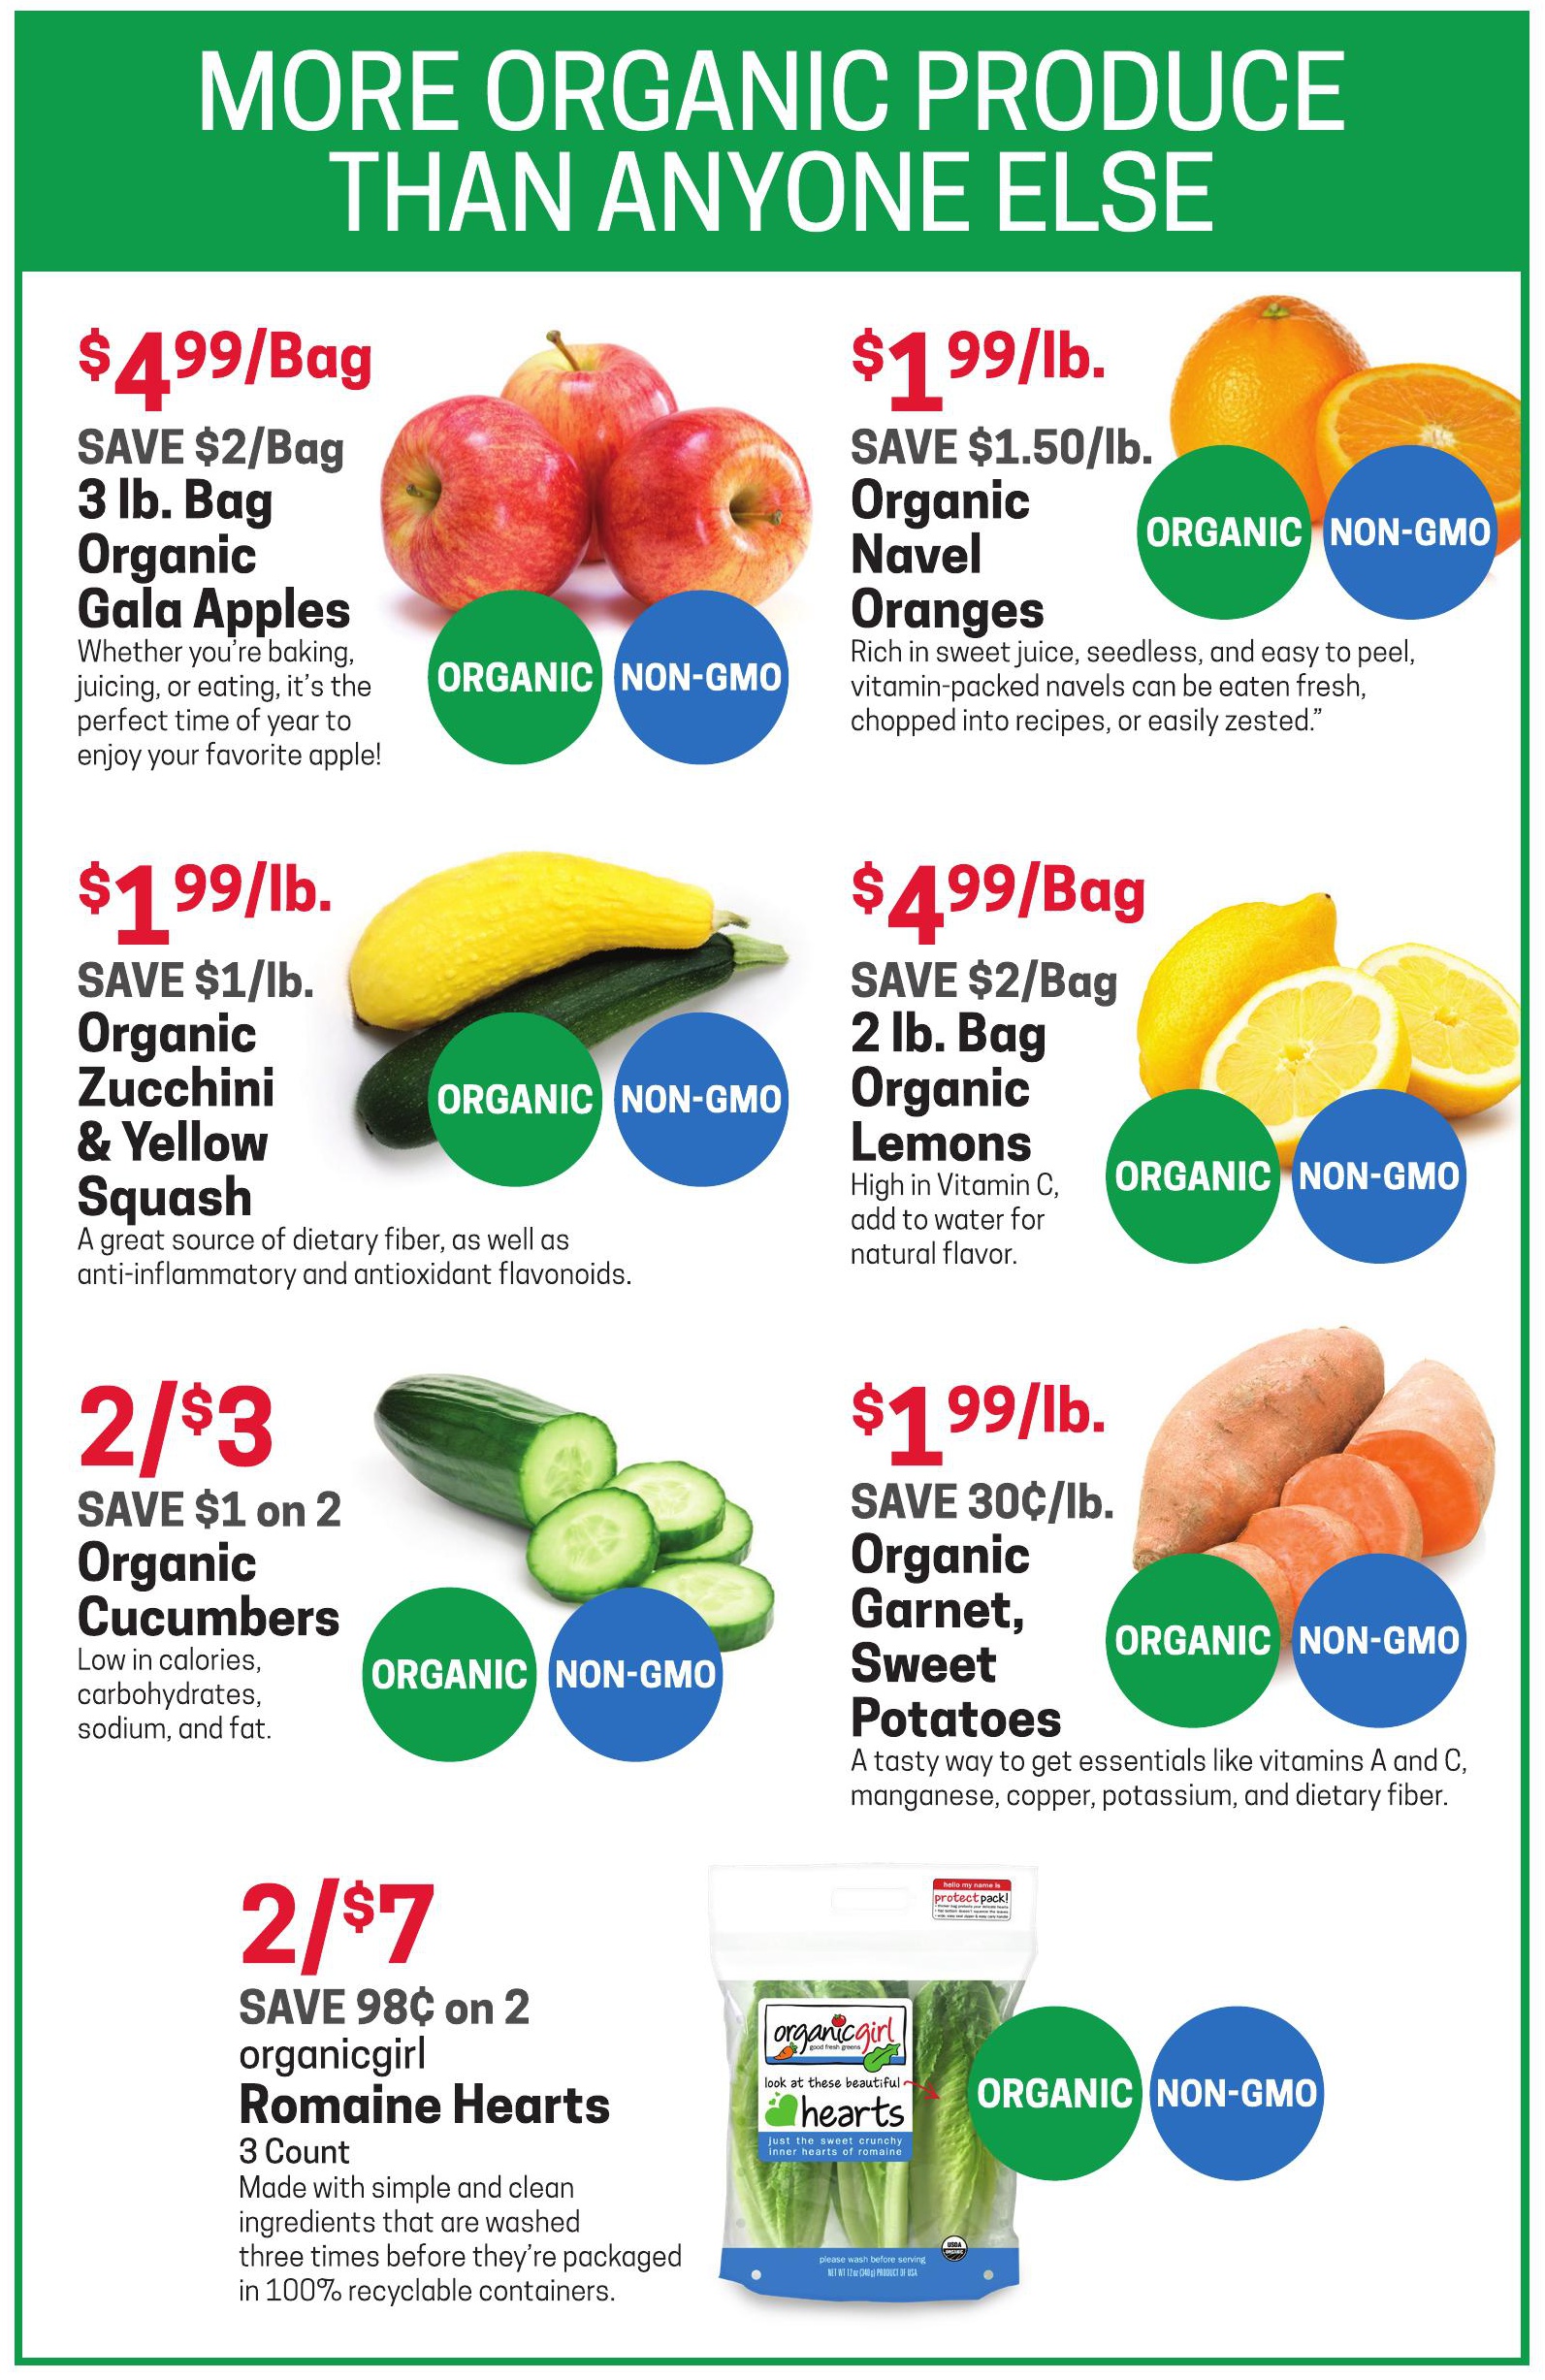 MORE ORGANIC PRODUCE
THAN ANYONE ELSE
$4 99/Bag
SAVE $2/Bag
3 lb. Bag
Organic
Gala Apples
Whether you're baking,
juicing, or eating, it's the
perfect time of year to
enjoy your favorite apple!
ORGANIC
NON-GMO
$1 99/lb.
SAVE $1.50/lb.
Organic
Navel
Oranges
Rich in sweet juice, seedless, and easy to peel,
vitamin-packed navels can be eaten fresh,
chopped into recipes, or easily zested.”
ORGANIC
NON-GMO
$1 99/lb.
SAVE $1/lb.
Organic
Zucchini
& Yellow
Squash
A great source of dietary fiber, as well as
anti-inflammatory and antioxidant flavonoids.
ORGANIC
NON-GMO
$4 99/Bag
SAVE $2/Bag
2 lb. Bag
Organic
Lemons
High in Vitamin C,
add to water for
natural flavor.
ORGANIC
NON-GMO
2/$3
SAVE $1 on 2
Organic
Cucumbers
Low in calories,
carbohydrates,
sodium, and fat.
ORGANIC
NON-GMO
$1 99/lb.
SAVE 30¢/lb.
Organic
Garnet,
Sweet
Potatoes
A tasty way to get essentials like vitamins A and C,
manganese, copper, potassium, and dietary fiber.
ORGANIC
NON-GMO
2/$7
SAVE 98¢ on 2
organicgirl
Romaine Hearts
3 Count
Made with simple and clean
ingredients that are washed
three times before they're packaged
in 100% recyclable containers.
hello my name is
protectpack!
organicgirl
good fresh greens
look at these beautiful
hearts
just the sweet crunchy
inner hearts of romaine
USDA
ORGANIC
please wash before serving
NET WT 12 oz (340g) PRODUCT OF USA
ORGANIC
NON-GMO